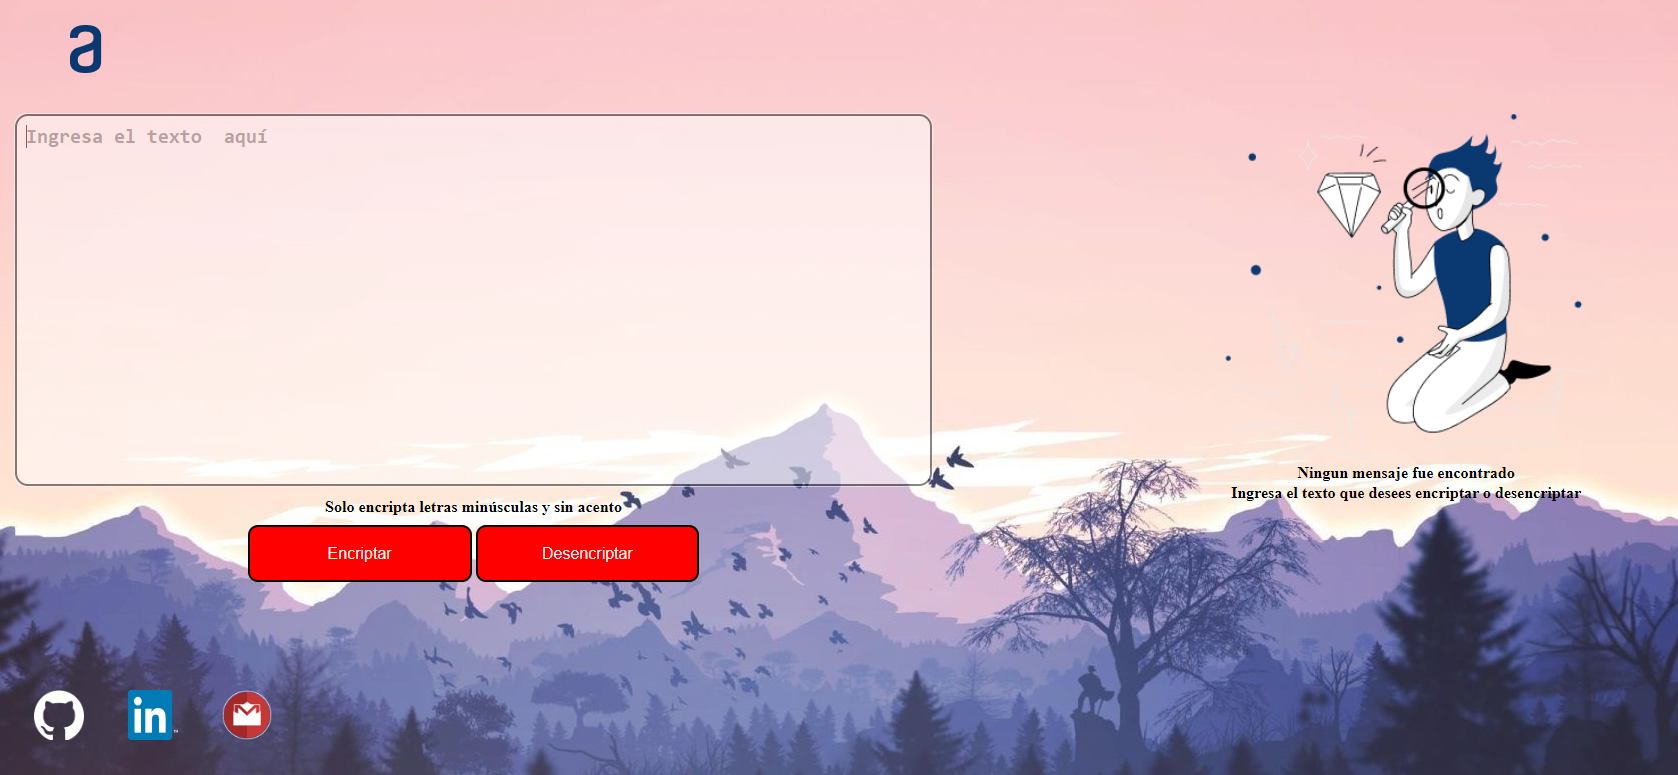 a
Ingresa el texto  aquí
Ningun mensaje fue encontrado
Ingresa el texto que desees encriptar o desencriptar
Solo encripta letras minúsculas y sin acento
Encriptar
Desencriptar
in